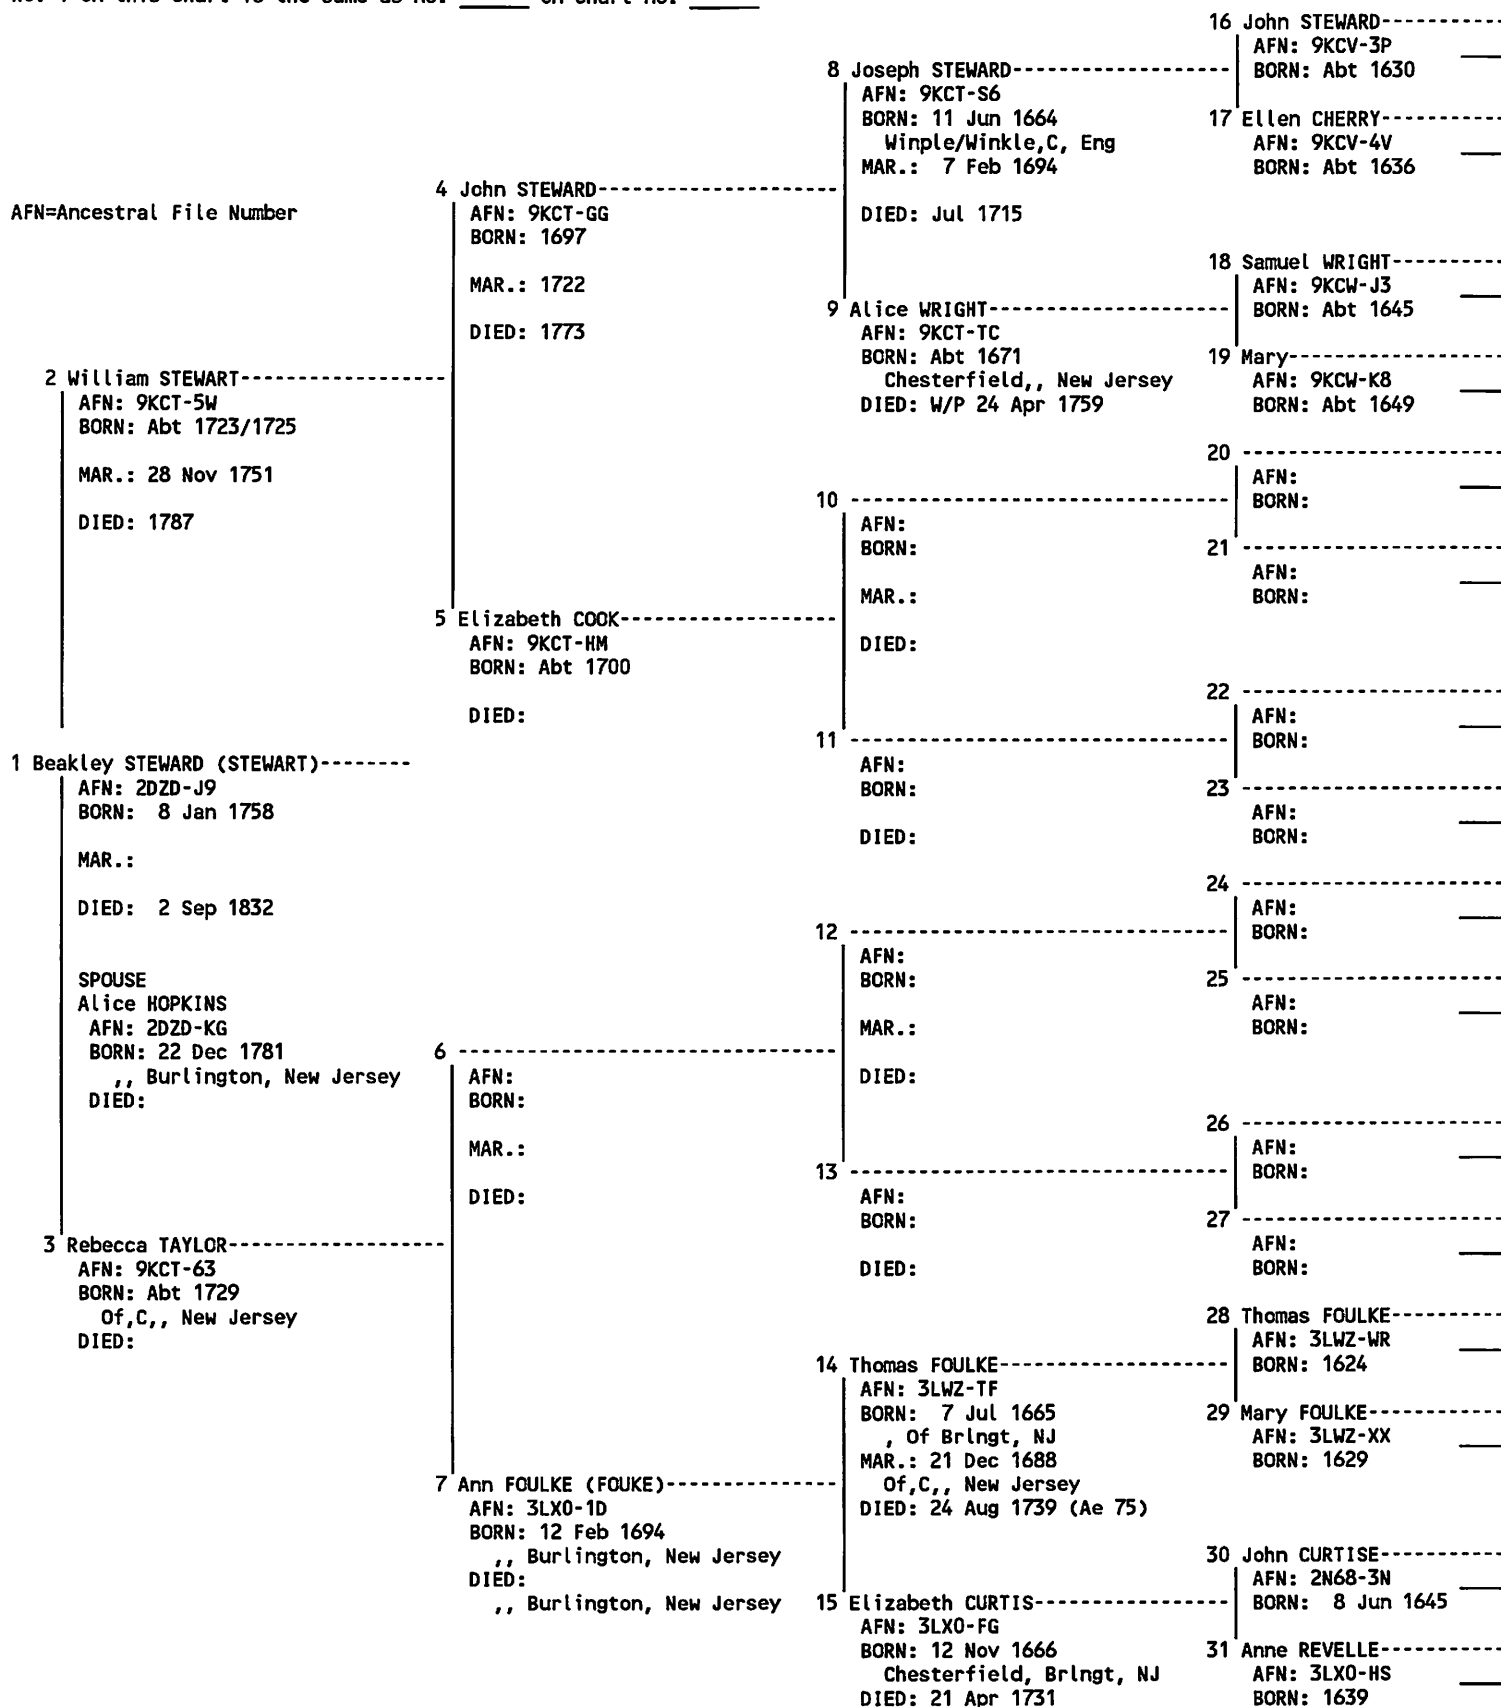 AFN=Ancestral File Number
16 John STEWARD
AFN: 9KCV-3P
BORN: Abt 1630
8 Joseph STEWARD
AFN: 9KCT-S6
BORN: 11 Jun 1664
Winple/Winkle,C, Eng
MAR.: 7 Feb 1694
DIED: Jul 1715
17 Ellen CHERRY
AFN: 9KCV-4V
BORN: Abt 1636
4 John STEWARD
AFN: 9KCT-GG
BORN: 1697
MAR.: 1722
DIED: 1773
18 Samuel WRIGHT
AFN: 9KCW-J3
BORN: Abt 1645
9 Alice WRIGHT
AFN: 9KCT-TC
BORN: Abt 1671
Chesterfield,, New Jersey
DIED: W/P 24 Apr 1759
19 Mary
AFN: 9KCW-K8
BORN: Abt 1649
2 William STEWART
AFN: 9KCT-5W
BORN: Abt 1723/1725
MAR.: 28 Nov 1751
DIED: 1787
20
AFN:
BORN:
10
AFN:
BORN:
MAR.:
DIED:
21
AFN:
BORN:
5 Elizabeth COOK
AFN: 9KCT-HM
BORN: Abt 1700
DIED:
22
AFN:
BORN:
11
AFN:
BORN:
DIED:
23
AFN:
BORN:
1 Beakley STEWARD (STEWART)
AFN: 2DZD-J9
BORN: 8 Jan 1758
MAR.:
DIED: 2 Sep 1832
SPOUSE
Alice HOPKINS
AFN: 2DZD-KG
BORN: 22 Dec 1781
,, Burlington, New Jersey
DIED:
24
AFN:
BORN:
12
AFN:
BORN:
MAR.:
DIED:
25
AFN:
BORN:
6
AFN:
BORN:
MAR.:
DIED:
26
AFN:
BORN:
13
AFN:
BORN:
DIED:
27
AFN:
BORN:
3 Rebecca TAYLOR
AFN: 9KCT-63
BORN: Abt 1729
Of,C,, New Jersey
DIED:
28 Thomas FOULKE
AFN: 3LWZ-WR
BORN: 1624
14 Thomas FOULKE
AFN: 3LWZ-TF
BORN: 7 Jul 1665
, Of Brlngt, NJ
MAR.: 21 Dec 1688
Of,C,, New Jersey
DIED: 24 Aug 1739 (Ae 75)
29 Mary FOULKE
AFN: 3LWZ-XX
BORN: 1629
7 Ann FOULKE (FOUKE)
AFN: 3LX0-1D
BORN: 12 Feb 1694
,, Burlington, New Jersey
DIED:
,, Burlington, New Jersey
30 John CURTISE
AFN: 2N68-3N
BORN: 8 Jun 1645
15 Elizabeth CURTIS
AFN: 3LX0-FG
BORN: 12 Nov 1666
Chesterfield, Brlngt, NJ
DIED: 21 Apr 1731
31 Anne REVELLE
AFN: 3LX0-HS
BORN: 1639